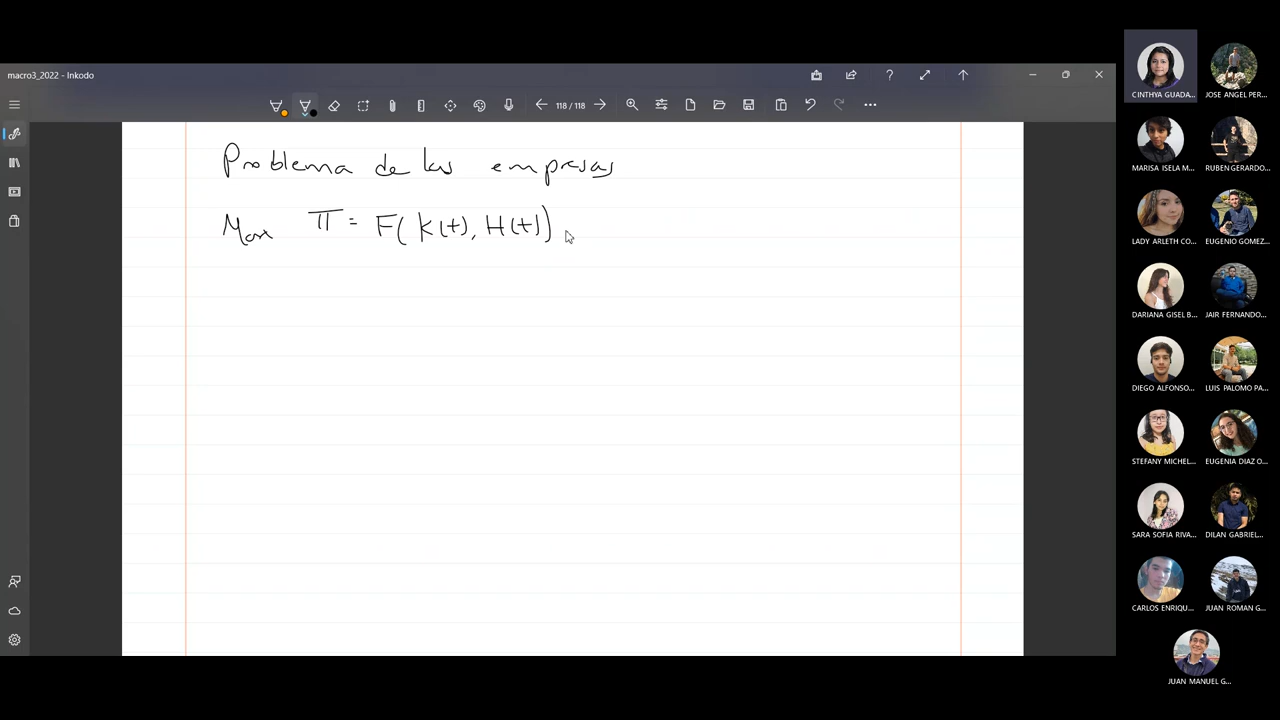 macro3_2022 - Inkodo
118 / 118
Problema de las empresas
Max π = F( K(t), H(t))
CINTHYA GUADA...
JOSE ANGEL PER...
MARISA ISELA M...
RUBEN GERARDO...
LADY ARLETH CO...
EUGENIO GOMEZ...
DARIANA GISEL B...
JAIR FERNANDO...
DIEGO ALFONSO...
LUIS PALOMO PA...
STEFANY MICHEL...
EUGENIA DIAZ O...
SARA SOFIA RIVA...
DILAN GABRIEL...
CARLOS ENRIQU...
JUAN ROMAN G...
JUAN MANUEL G...